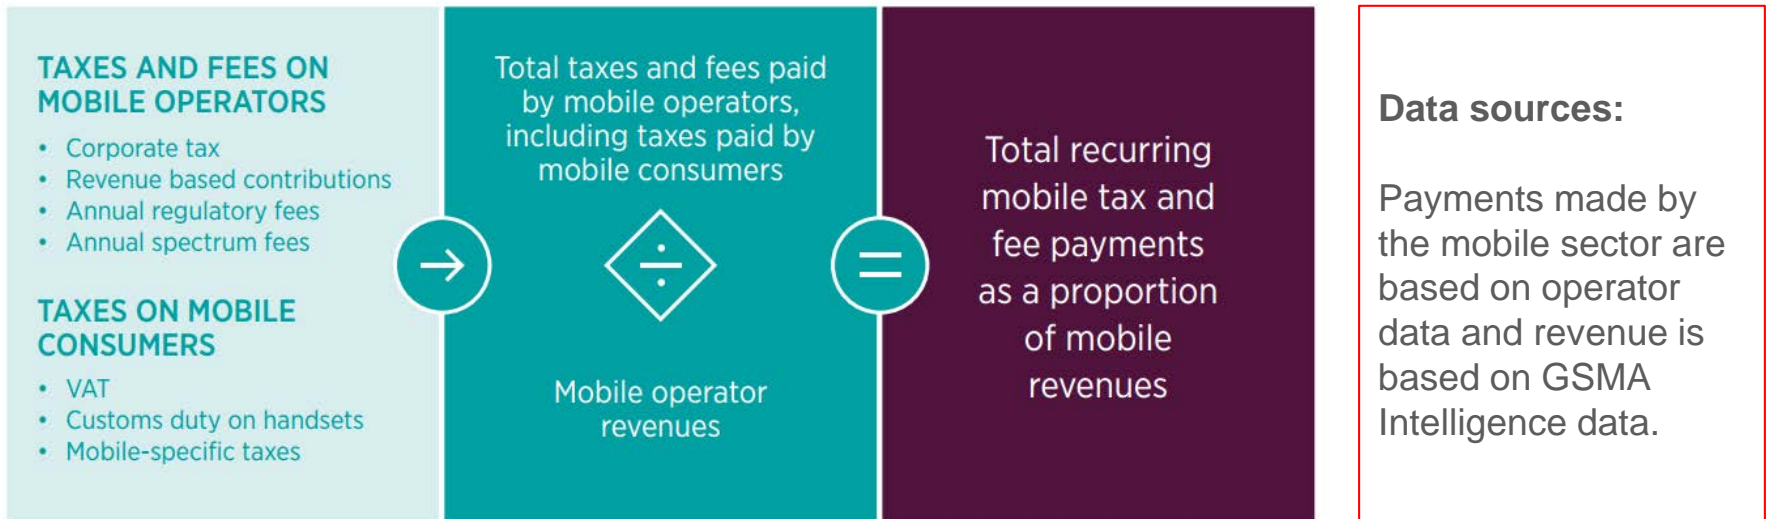 TAXES AND FEES ON
MOBILE OPERATORS
• Corporate tax
• Revenue based contributions
• Annual regulatory fees
• Annual spectrum fees
TAXES ON MOBILE
CONSUMERS
• VAT
• Customs duty on handsets
• Mobile-specific taxes
→
Total taxes and fees paid
by mobile operators,
including taxes paid by
mobile consumers
÷
Mobile operator
revenues
=
Total recurring
mobile tax and
fee payments
as a proportion
of mobile
revenues
Data sources:
Payments made by
the mobile sector are
based on operator
data and revenue is
based on GSMA
Intelligence data.